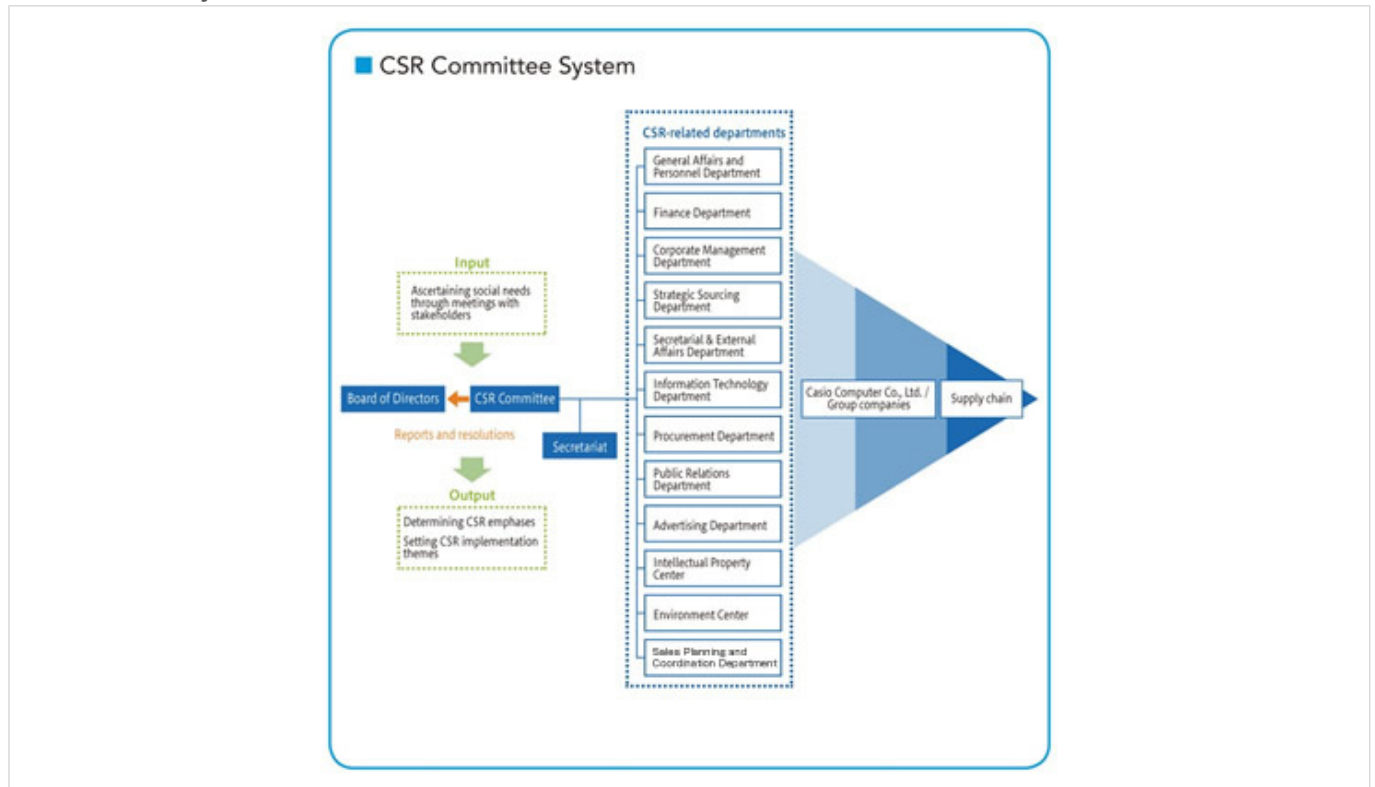 CSR Committee System
CSR-related departments
General Affairs and
Personnel Department
Finance Department
Corporate Management
Department
Strategic Sourcing
Department
Secretarial & External
Affairs Department
Information Technology
Department
Procurement Department
Public Relations
Department
Advertising Department
Intellectual Property
Center
Environment Center
Sales Planning and
Coordination Department
Input
Ascertaining social needs
through meetings with
stakeholders
Board of Directors
CSR Committee
Secretariat
Reports and resolutions
Output
Determining CSR emphases
Setting CSR implementation
themes
Casio Computer Co., Ltd. /
Group companies
Supply chain